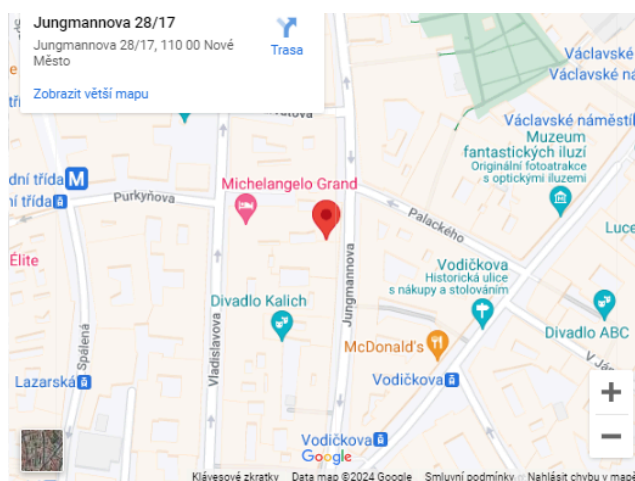 Jungmannova 28/17
Jungmannova 28/17, 110 00 Nové
Město
Trasa
Zobrazit větší mapu
Václavské
Václavské ná
Václavské náměstí
Muzeum
fantastických iluzí
Originální fotoatrakce
s optickými iluzemi
dní třída M
ní třída
Purkyňova
Michelangelo Grand
Palackého
Luce
Élite
Vodičkova
Historická ulice
s nákupy a stolováním
Divadlo Kalich
Jungmannova
Vladislavova
Spálená
Divadlo ABC
McDonald's
V Já
Lazarská
Vodičkova
+
−
Vodičkova
Google
Klávesové zkratky
Data map ©2024 Google
Smluvní podmínky
Nahlásit chybu v mapě